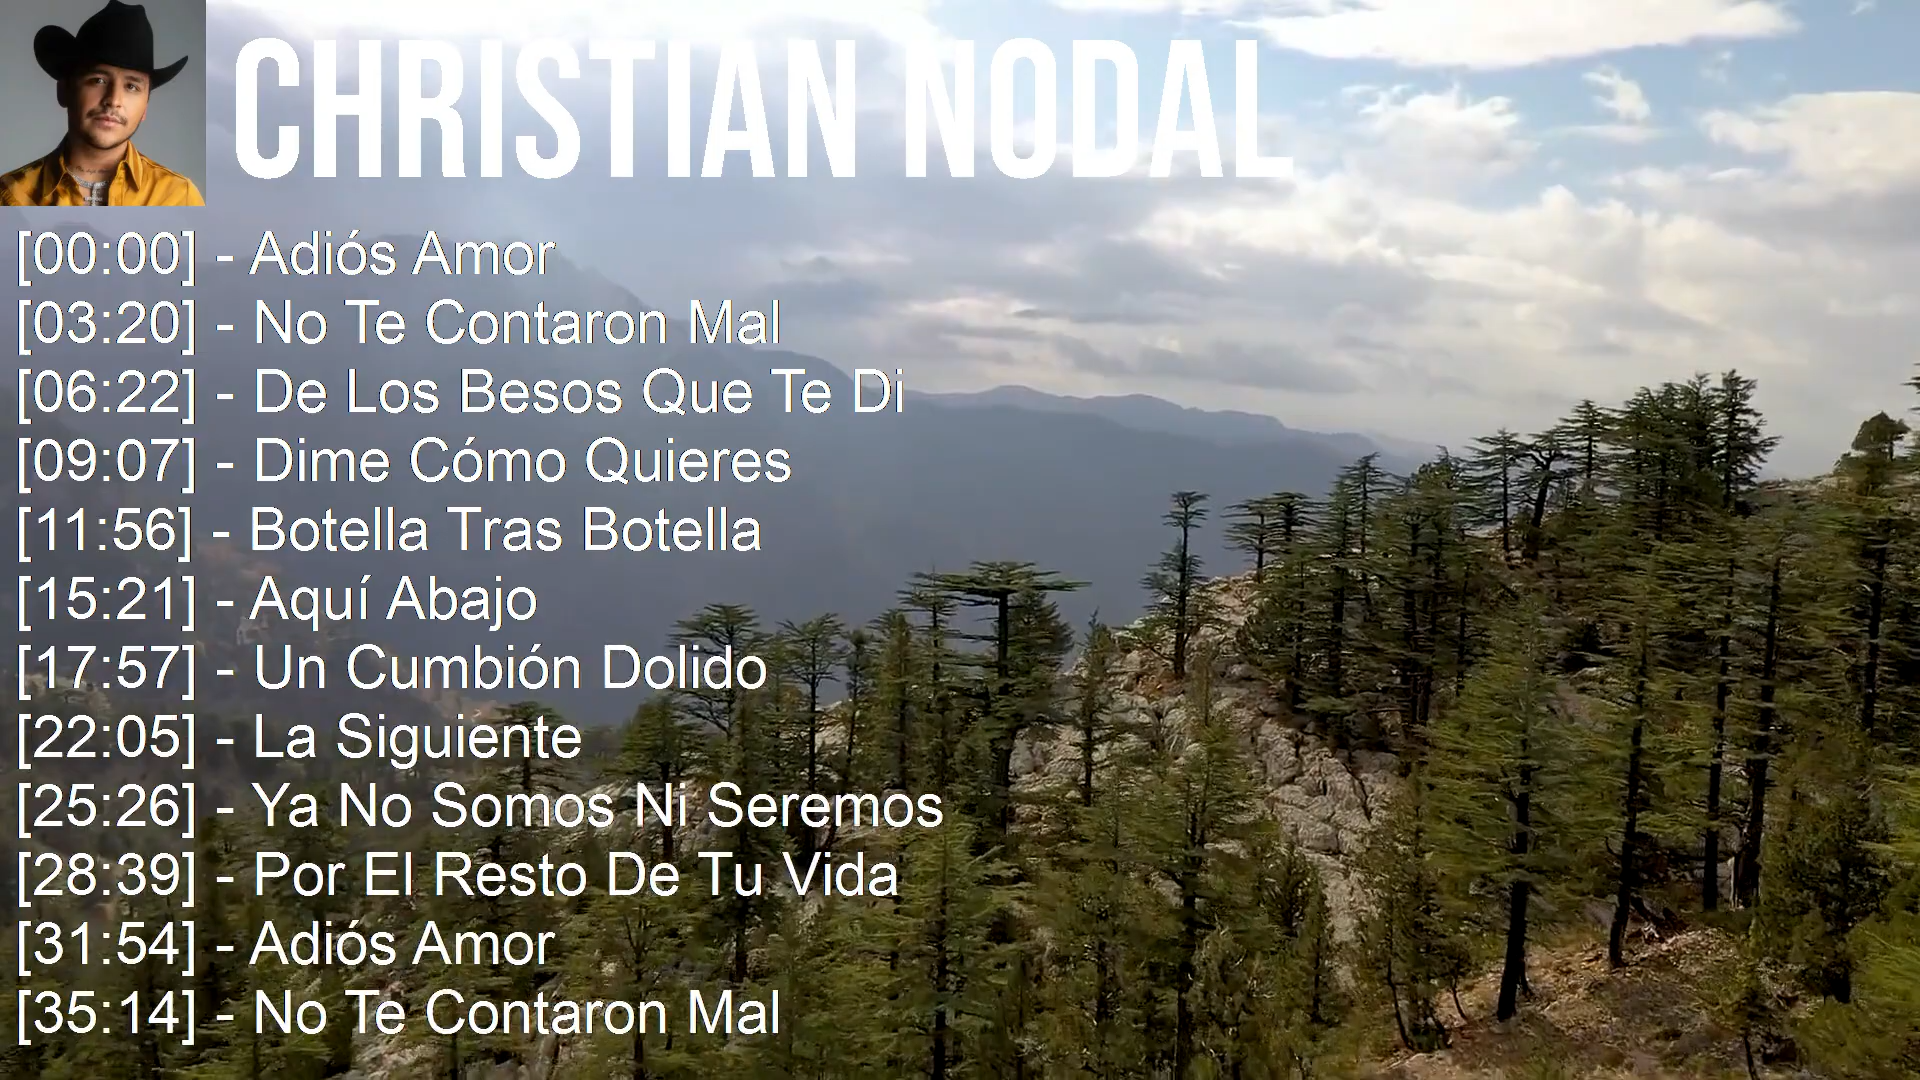 CHRISTIAN NODAL
[00:00] - Adiós Amor
[03:20] - No Te Contaron Mal
[06:22] - De Los Besos Que Te Di
[09:07] - Dime Cómo Quieres
[11:56] - Botella Tras Botella
[15:21] - Aquí Abajo
[17:57] - Un Cumbión Dolido
[22:05] - La Siguiente
[25:26] - Ya No Somos Ni Seremos
[28:39] - Por El Resto De Tu Vida
[31:54] - Adiós Amor
[35:14] - No Te Contaron Mal